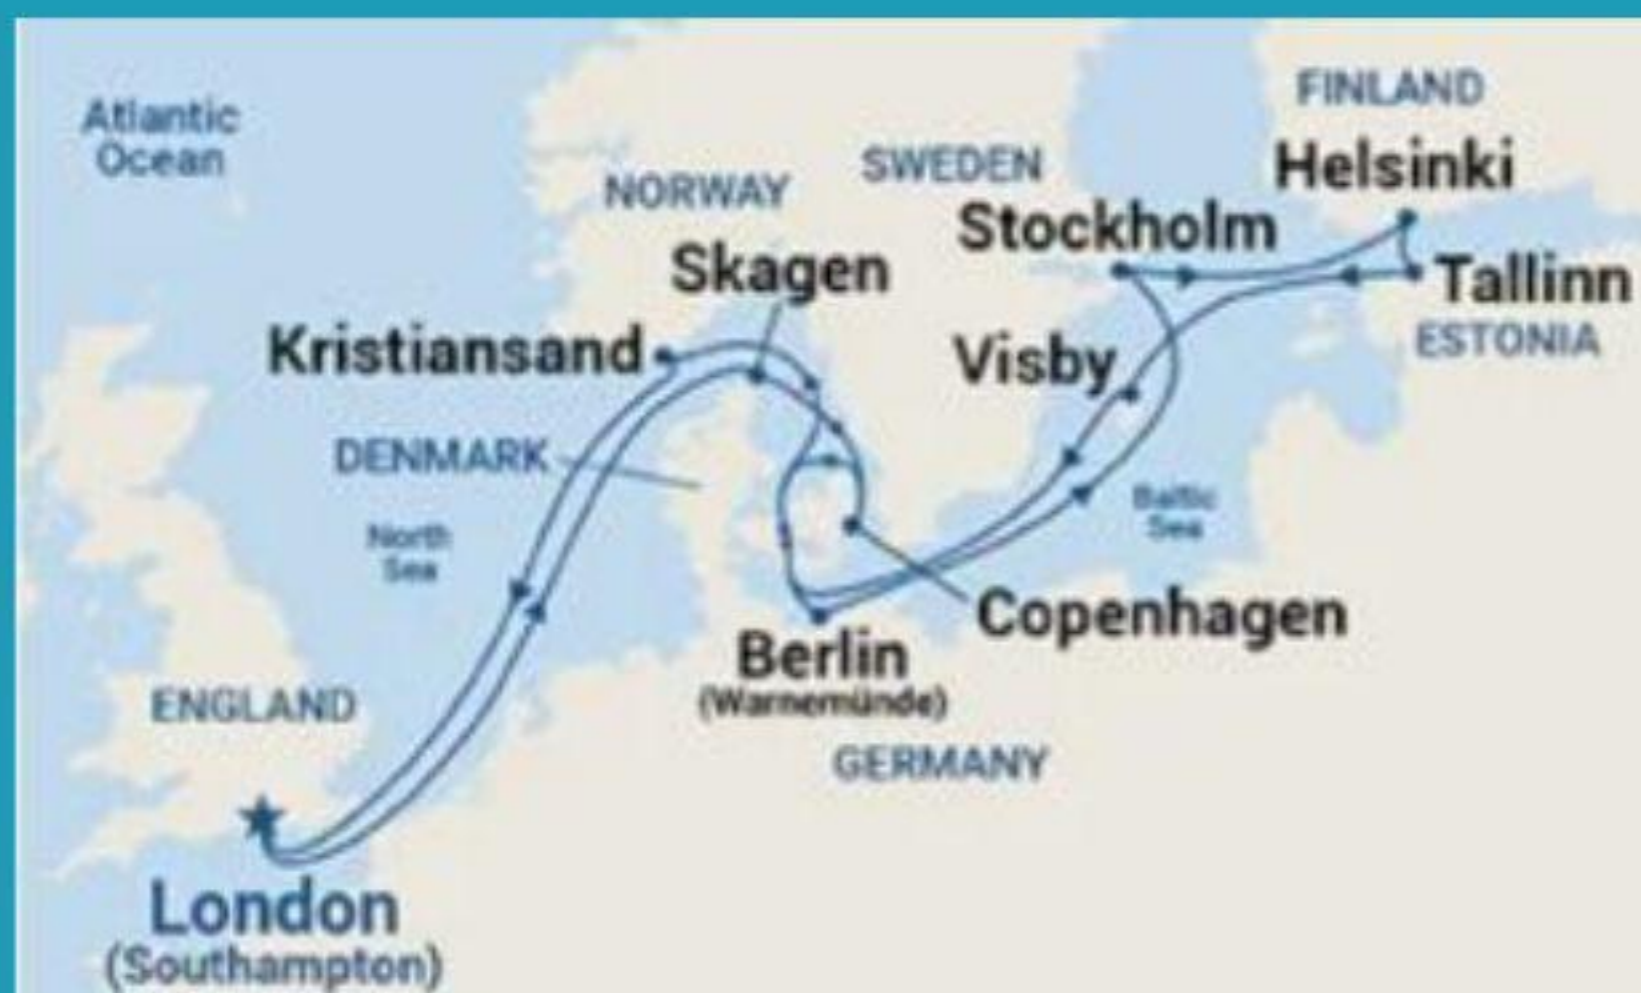 Atlantic
Ocean
FINLAND
Helsinki
SWEDEN
NORWAY
Stockholm
Skagen
Tallinn
ESTONIA
Kristiansand
Visby
DENMARK
North
Sea
Baltic
Sea
Copenhagen
Berlin
(Warnemünde)
ENGLAND
GERMANY
London
(Southampton)